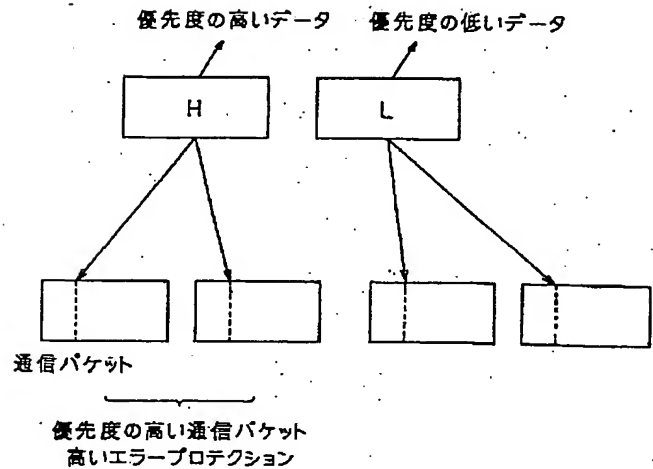 優先度の高いデータ
優先度の低いデータ
H
L
通信パケット
優先度の高い通信パケット
高いエラープロテクション